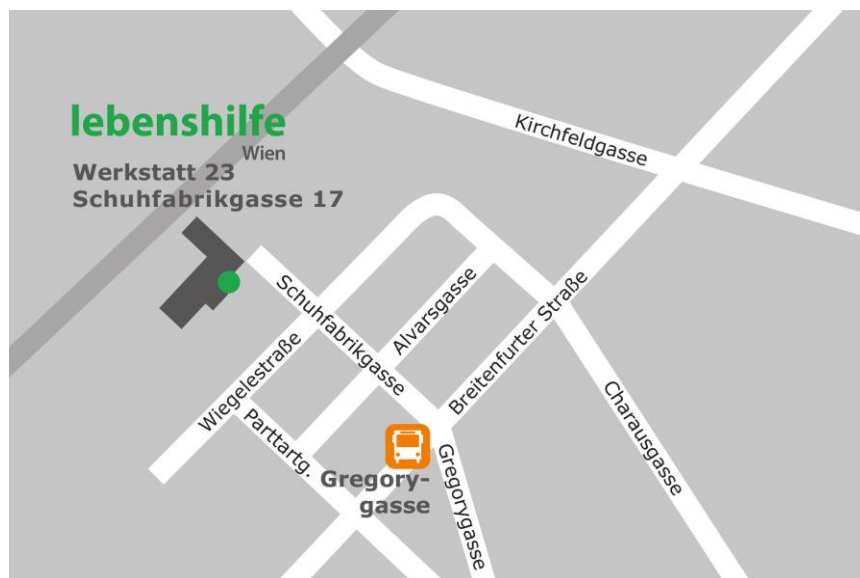 lebenshilfe
Wien
Werkstatt 23
Schuhfabrikgasse 17
Kirchfeldgasse
Schuhfabrikgasse
Alvarsgasse
Breitenfurter Straße
Wiegelestraße
Parttartg.
Charausgasse
Gregory-
gasse
Gregorygasse